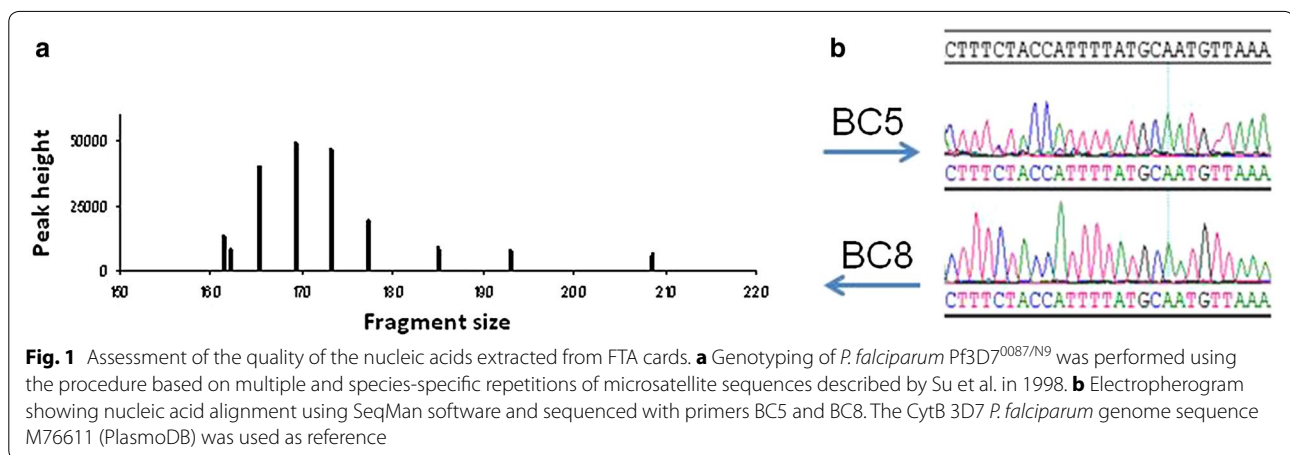 a
b
CTTTCTACCATTTTATGCAATGTTAAA
50000
25000
0
Peak height
150 160 170 180 190 200 210 220
Fragment size
BC5
CTTTCTACCATTTTATGCAATGTTAAA
BC8
CTTTCTACCATTTTATGCAATGTTAAA
Fig. 1 Assessment of the quality of the nucleic acids extracted from FTA cards. a Genotyping of P. falciparum Pf3D7^0087/N9 was performed using
the procedure based on multiple and species-specific repetitions of microsatellite sequences described by Su et al. in 1998. b Electropherogram
showing nucleic acid alignment using SeqMan software and sequenced with primers BC5 and BC8. The CytB 3D7 P. falciparum genome sequence
M76611 (PlasmoDB) was used as reference